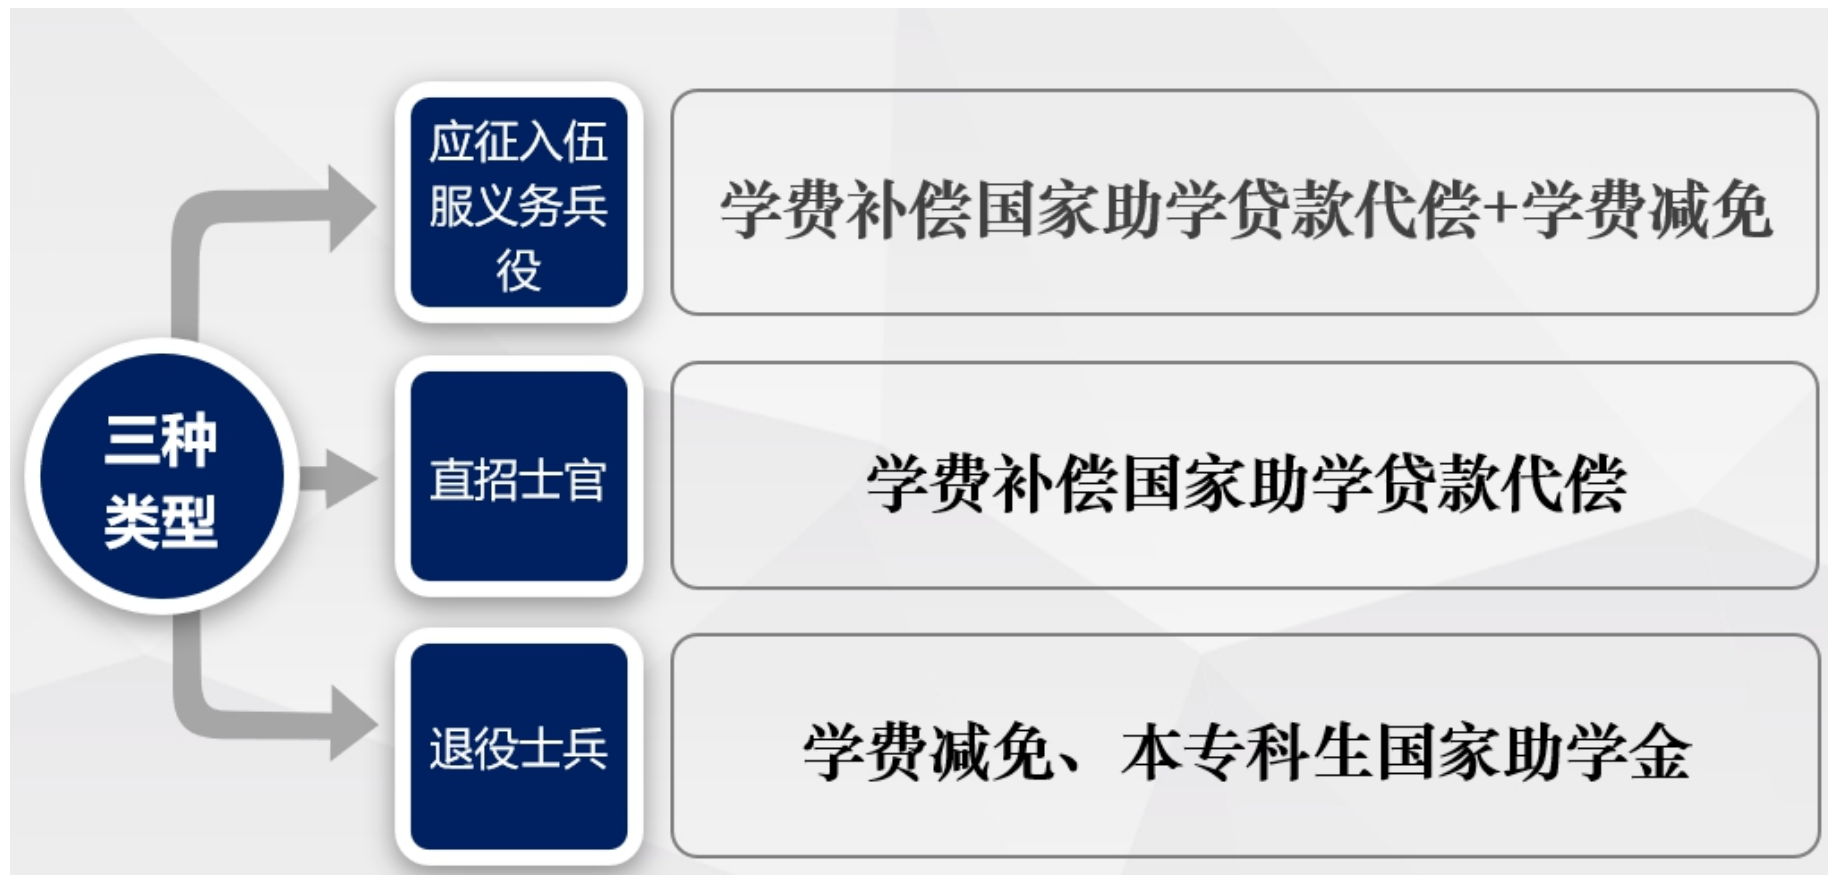 三种
类型
应征入伍
服义务兵
役
学费补偿国家助学贷款代偿+学费减免
直招士官
学费补偿国家助学贷款代偿
退役士兵
学费减免、本专科生国家助学金